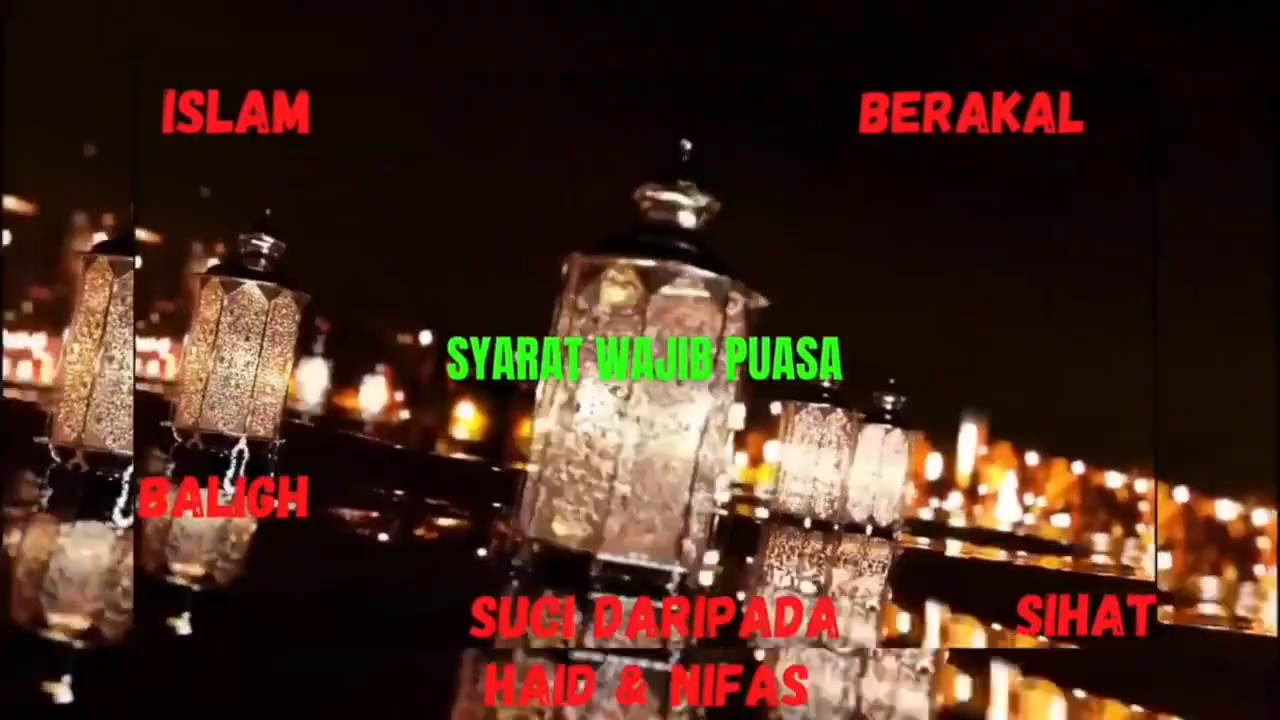 ISLAM
BERAKAL
SYARAT WAJIB PUASA
BALIGH
SUCI DARIPADA
HAID & NIFAS
SIHAT